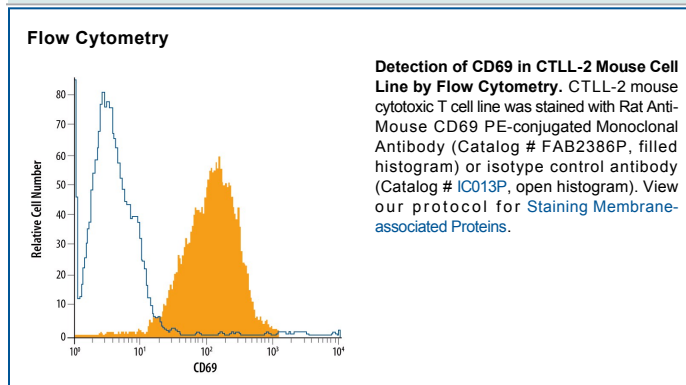 Flow Cytometry
Detection of CD69 in CTLL-2 Mouse Cell
Line by Flow Cytometry. CTLL-2 mouse
cytotoxic T cell line was stained with Rat Anti-
Mouse CD69 PE-conjugated Monoclonal
Antibody (Catalog # FAB2386P, filled
histogram) or isotype control antibody
(Catalog # IC013P, open histogram). View
our protocol for Staining Membrane-
associated Proteins.
Relative Cell Number
80
70
60
50
40
30
20
10
0
10⁰ 10¹ 10² 10³ 10⁴
CD69